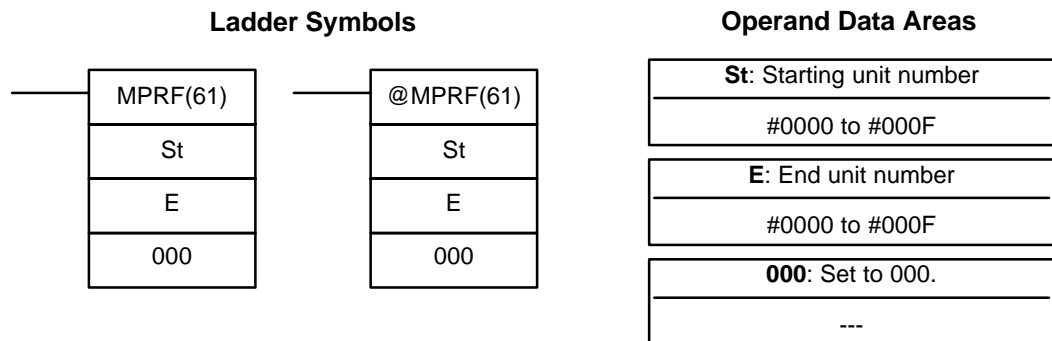 Ladder Symbols
MPRF(61)
St
E
000
@MPRF(61)
St
E
000
Operand Data Areas
St: Starting unit number
#0000 to #000F
E: End unit number
#0000 to #000F
000: Set to 000.
---